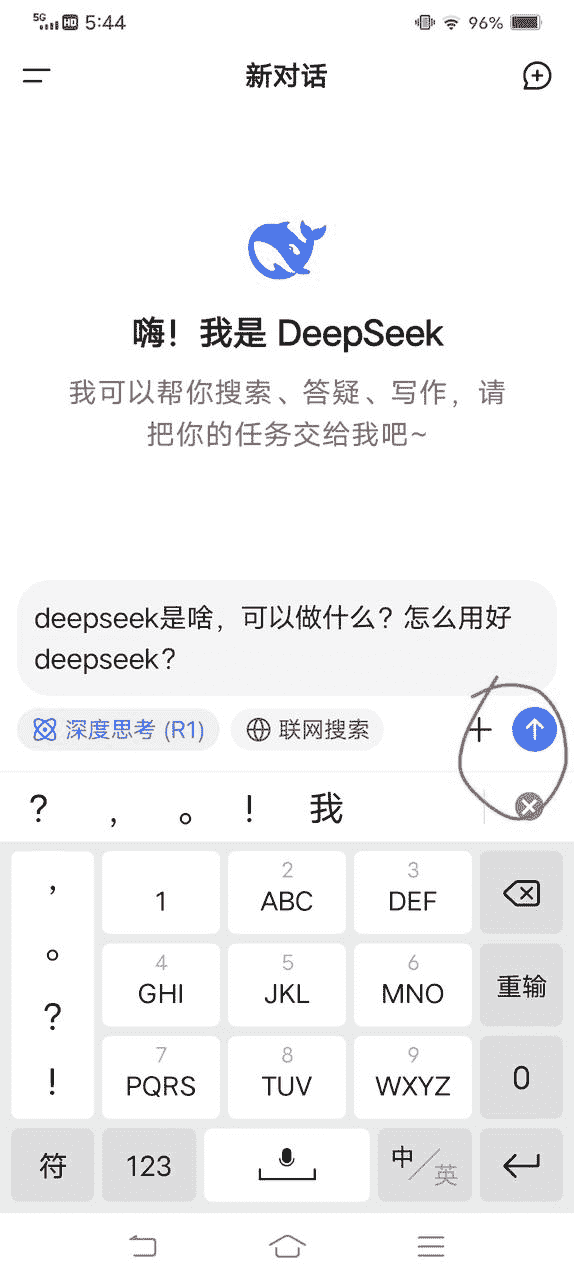 5G HD 5:44 96%
新对话
嗨！我是 DeepSeek
我可以帮你搜索、答疑、写作，请
把你的任务交给我吧~
deepseek是啥，可以做什么？怎么用好
deepseek？
深度思考 (R1) 联网搜索
？ ， 。 ！ 我
， 1 2 ABC 3 DEF
。 4 GHI 5 JKL 6 MNO 重输
？ 7 PQRS 8 TUV 9 WXYZ 0
！
符 123 中/英